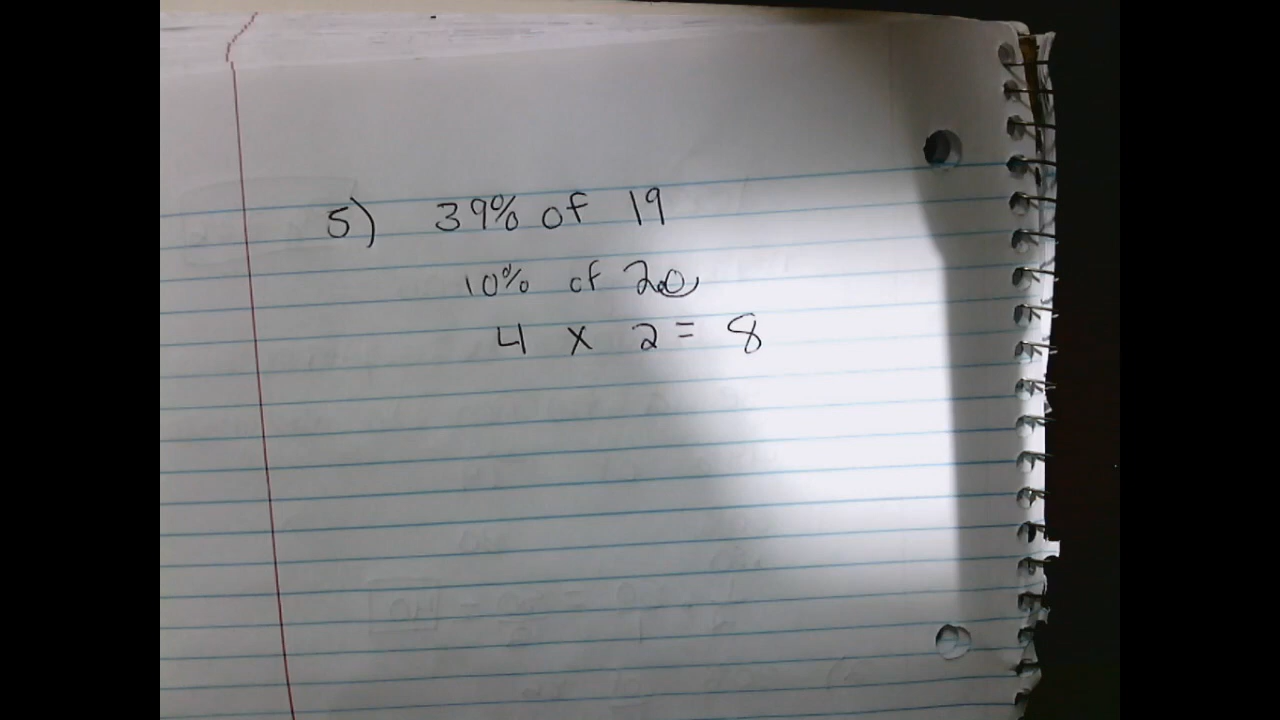 5) 39% of 19
10% of 20
4 x 2 = 8